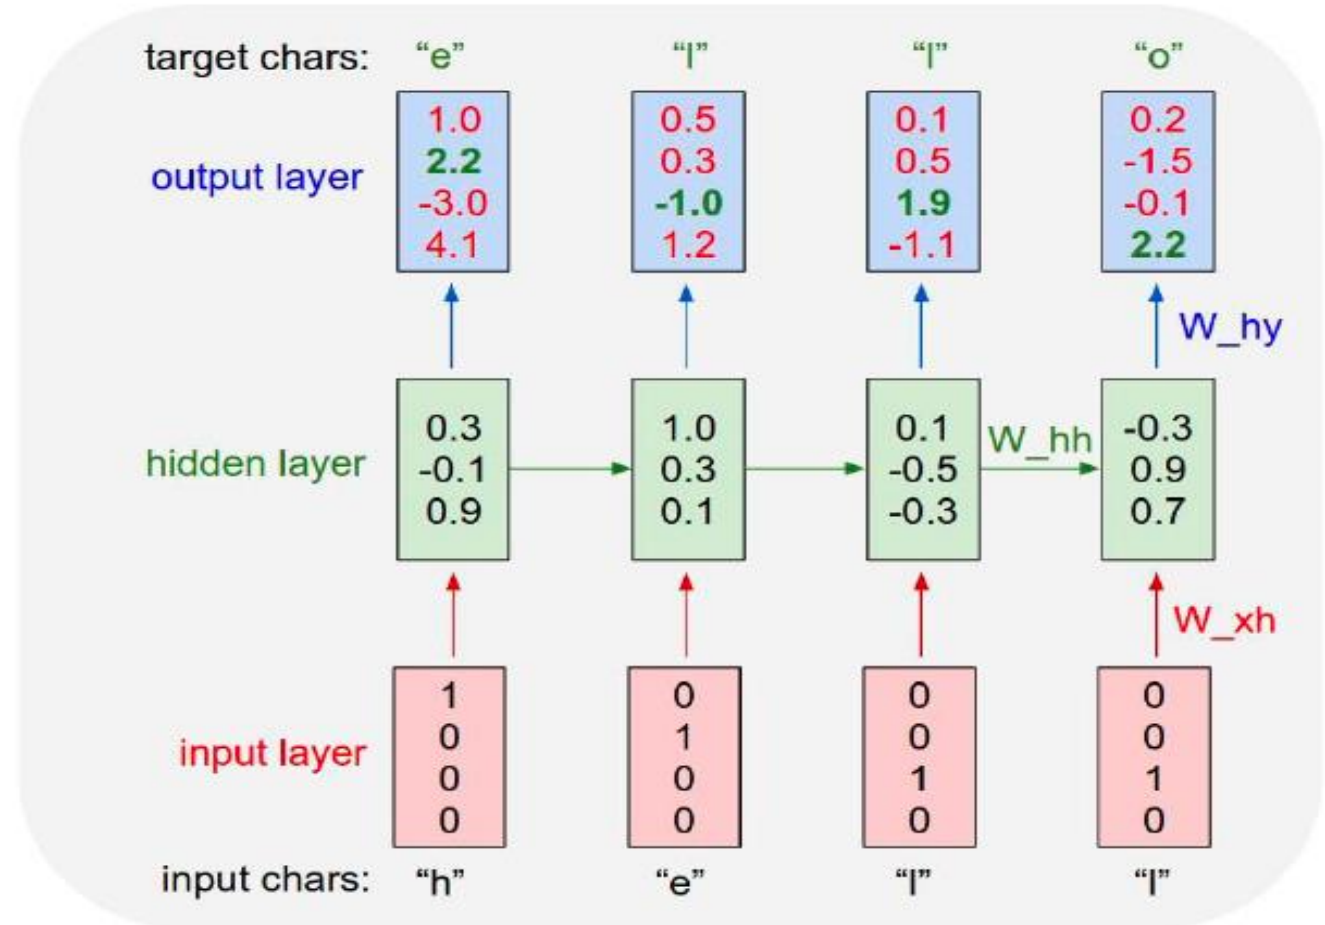 target chars: “e” “l” “l” “o”
1.0 0.5 0.1 0.2
2.2 0.3 0.5 -1.5
output layer
-3.0 -1.0 1.9 -0.1
4.1 1.2 -1.1 2.2
W_hy
0.3 1.0 0.1 -0.3
W_hh
hidden layer -0.1 0.3 -0.5 0.9
0.9 0.1 -0.3 0.7
W_xh
1 0 0 0
input layer 0 1 0 0
0 0 1 1
0 0 0 0
input chars: “h” “e” “l” “l”